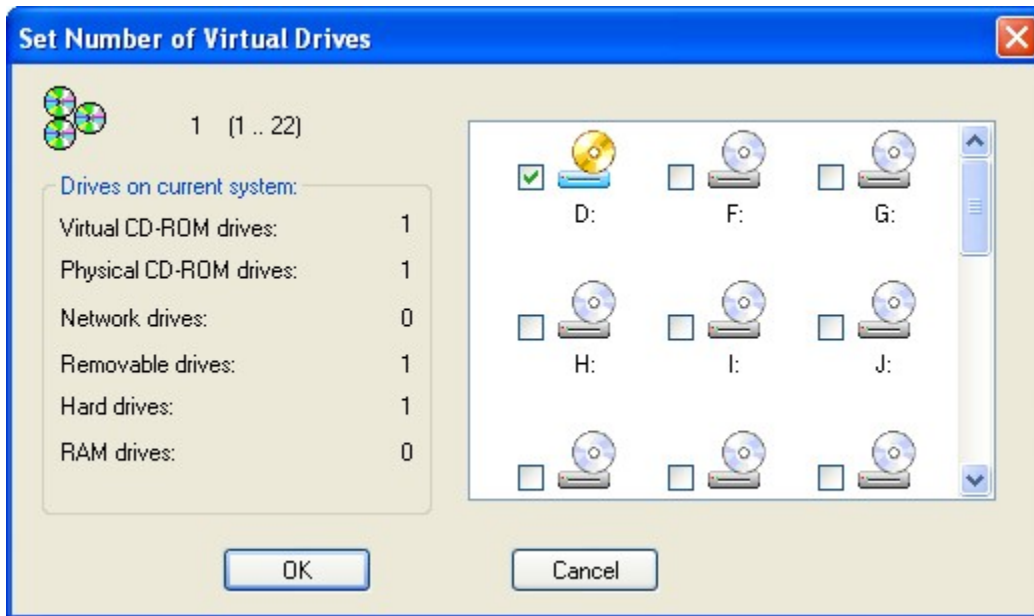 Set Number of Virtual Drives
1 (1 .. 22)
Drives on current system:
Virtual CD-ROM drives: 1
Physical CD-ROM drives: 1
Network drives: 0
Removable drives: 1
Hard drives: 1
RAM drives: 0
D: F: G:
H: I: J:
OK Cancel